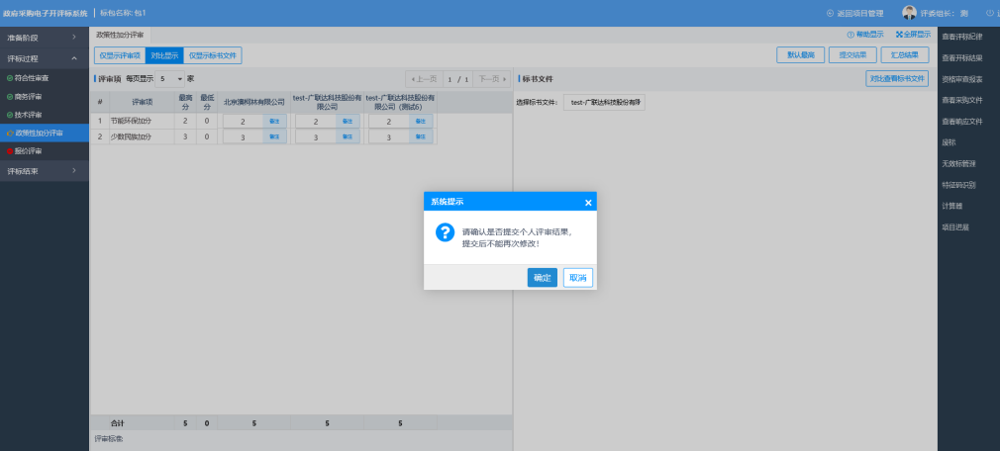 政府采购电子开评标系统 标包名称: 包1 返回项目管理 评委组长: 测
准备阶段
评标过程
符合性审查
商务评审
技术评审
政策性加分评审
报价评审
评标结束
政策性加分评审 帮助显示 全屏显示
仅显示评审项 对比显示 仅显示标书文件 默认最高 提交结果 汇总结果
评审项 每页显示 5 家 上一页 1 / 1 下一页 标书文件 对比查看标书文件
# 评审项 最高分 最低分 test-广联达科技股份有限公司 test-广联达科技股份有限公司 (测试6)
1 节能环保加分 2 0 2 备注 2 备注 2 备注
2 少数民族加分 3 0 3 备注 3 备注 3 备注
合计 5 0 5 5 5
评审标准:
选择标书文件: test-广联达科技股份有限
系统提示
请确认是否提交个人评审结果,
提交后不能再次修改!
确定 取消
查看评标纪律
查看开标结果
资格审查报表
查看采购文件
查看响应文件
废标
无效标管理
特征码识别
计算器
项目进展